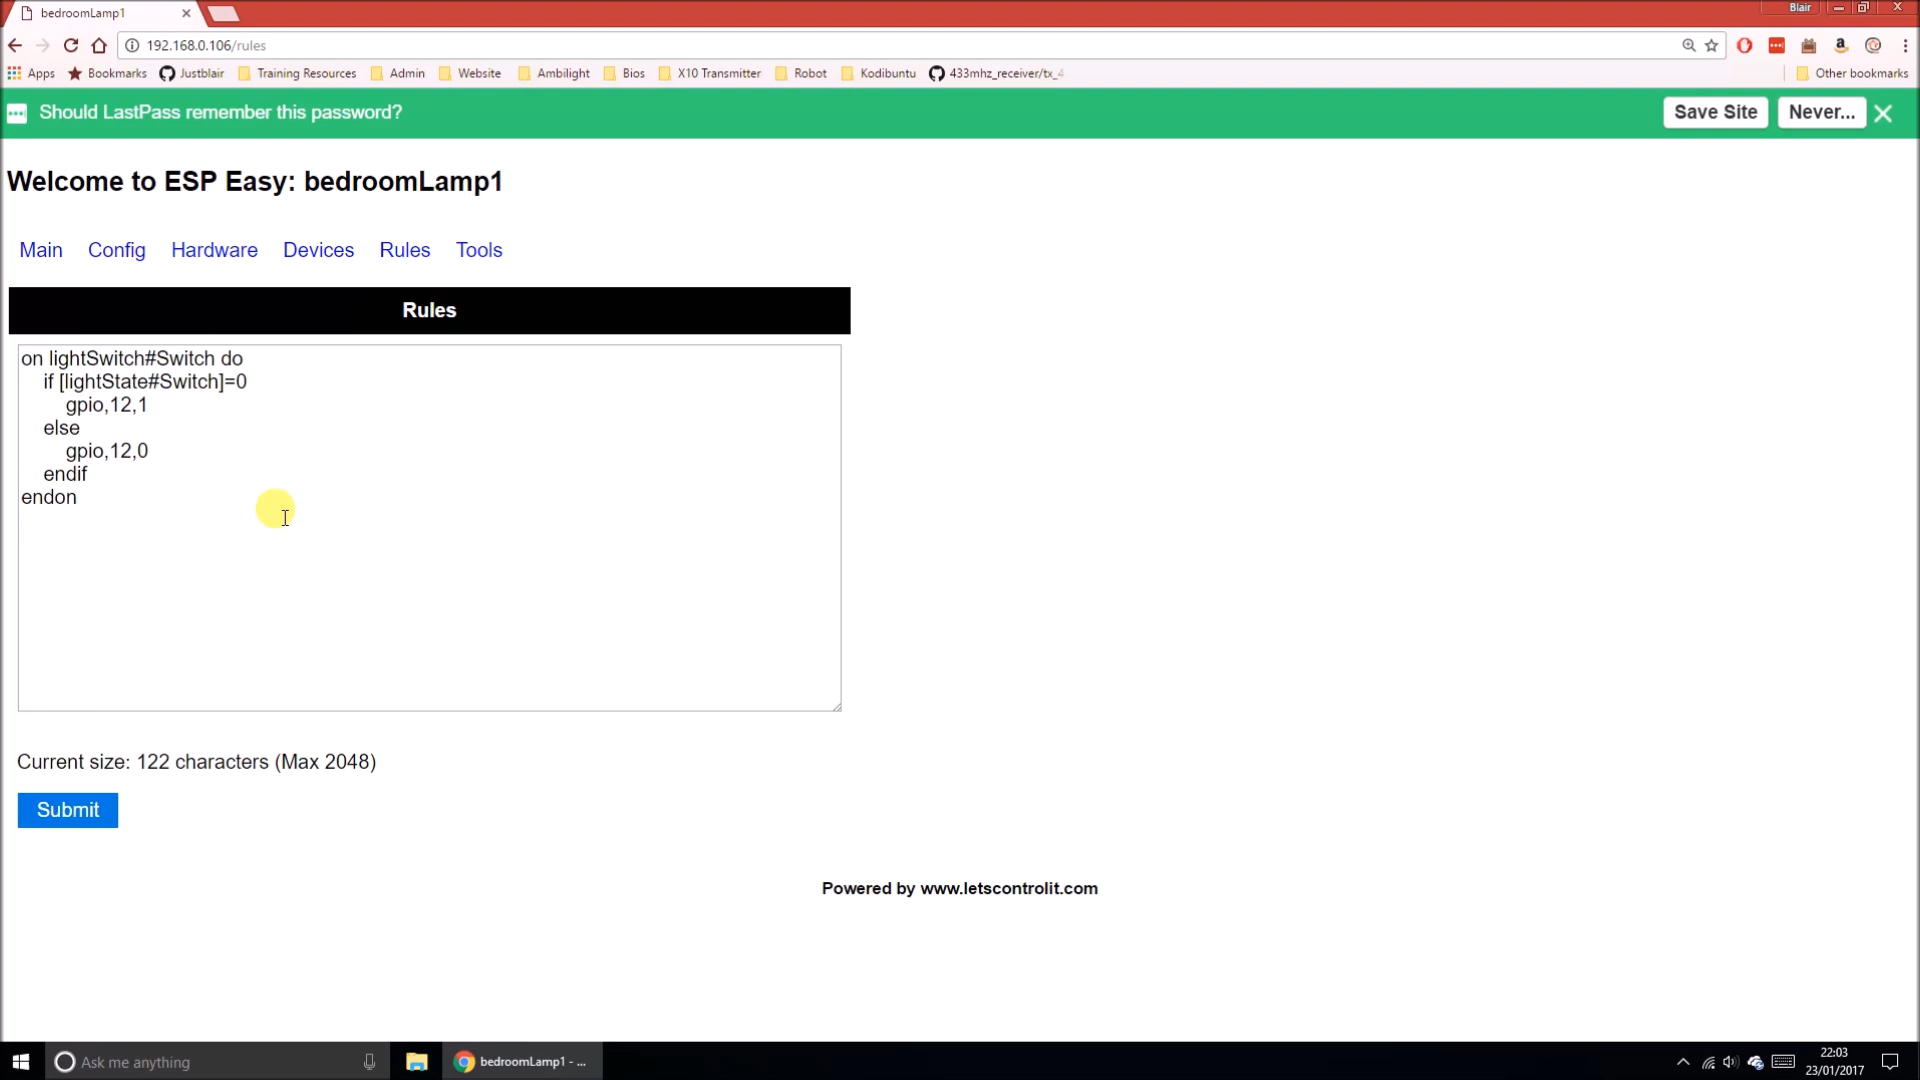 bedroomLamp1
Blair
192.168.0.106/rules
Apps Bookmarks Justblair Training Resources Admin Website Ambilight Bios X10 Transmitter Robot Kodibuntu 433mhz_receiver/tx_4 Other bookmarks
Should LastPass remember this password? Save Site Never...
Welcome to ESP Easy: bedroomLamp1
Main Config Hardware Devices Rules Tools
Rules
on lightSwitch#Switch do
if [lightState#Switch]=0
gpio,12,1
else
gpio,12,0
endif
endon
Current size: 122 characters (Max 2048)
Submit
Powered by www.letscontrolit.com
Ask me anything
bedroomLamp1 - ...
22:03
23/01/2017